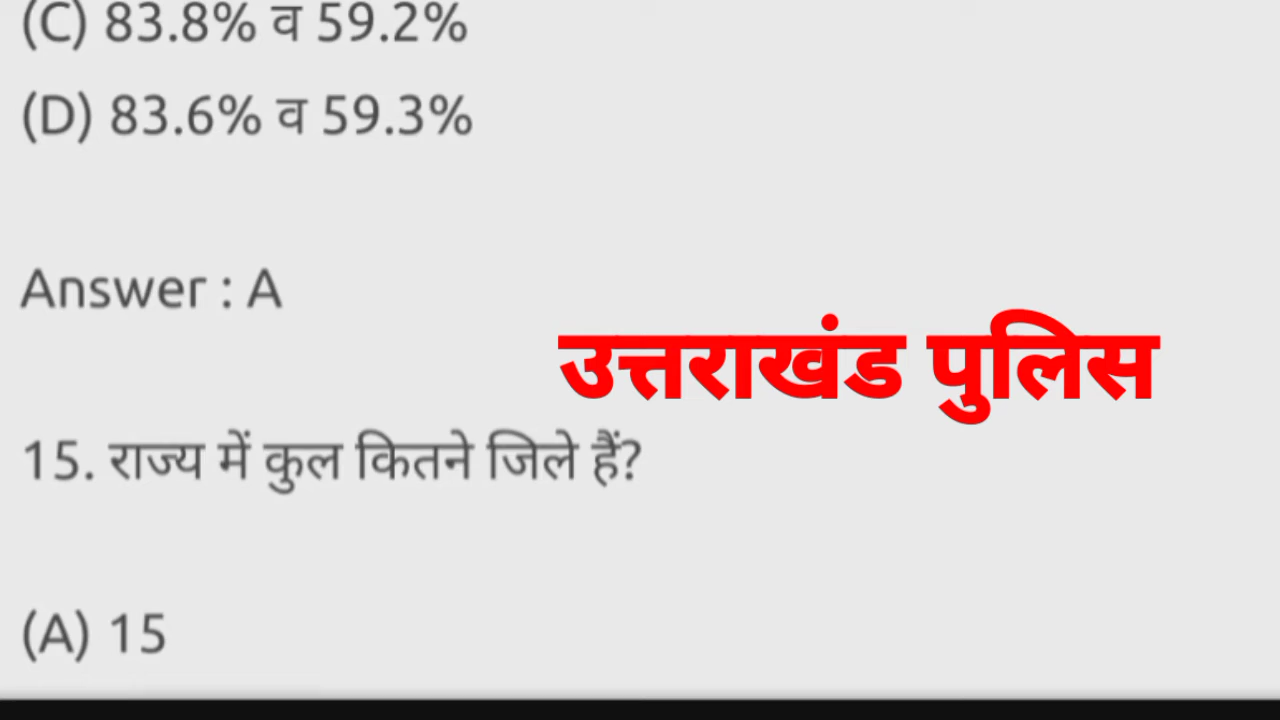 (C) 83.8% व 59.2%
(D) 83.6% व 59.3%
Answer : A
उत्तराखंड पुलिस
15. राज्य में कुल कितने जिले हैं?
(A) 15